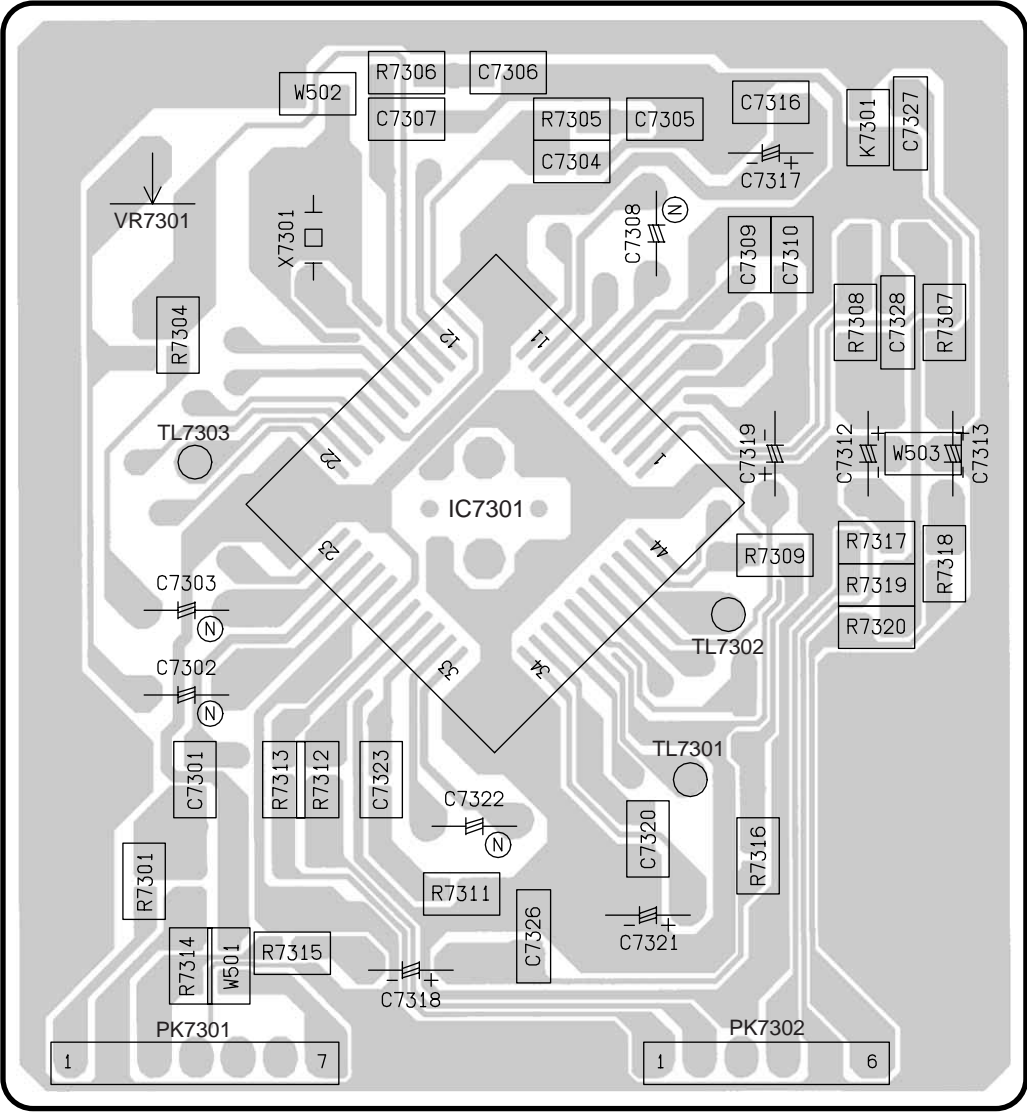 R7306
C7306
W502
C7316
C7327
K7301
C7307
R7305
C7305
C7304
- +
C7317
VR7301
X7301
C7308
N
C7309
C7310
R7304
12
11
R7308
C7328
R7307
TL7303
22
1
C7319
-
+
C7312
+
-
W503
+
-
C7313
IC7301
23
44
R7309
R7317
R7318
R7319
R7320
C7303
N
TL7302
C7302
N
33
34
TL7301
C7301
R7313
R7312
C7323
C7322
N
C7320
R7316
R7301
R7311
- +
C7321
C7326
R7314
W501
R7315
- +
C7318
PK7301
1 7
PK7302
1 6